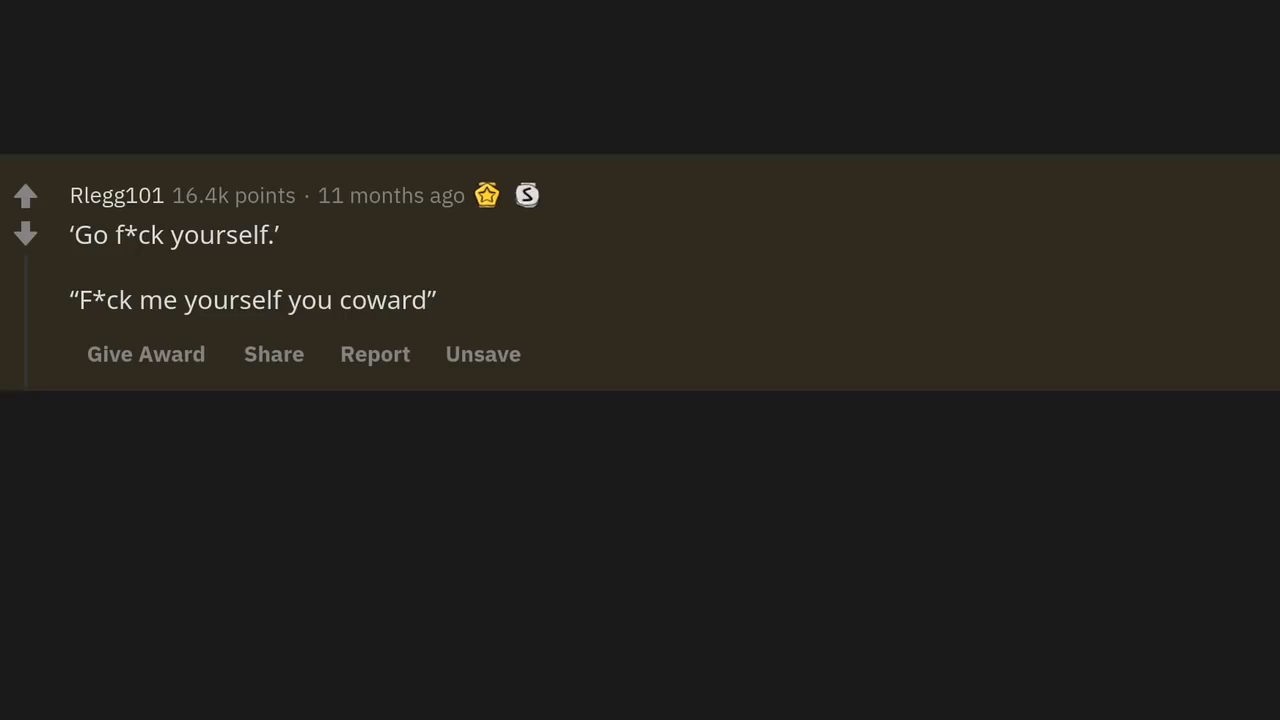 Rlegg101 16.4k points · 11 months ago S
‘Go f*ck yourself.’
“F*ck me yourself you coward”
Give Award Share Report Unsave